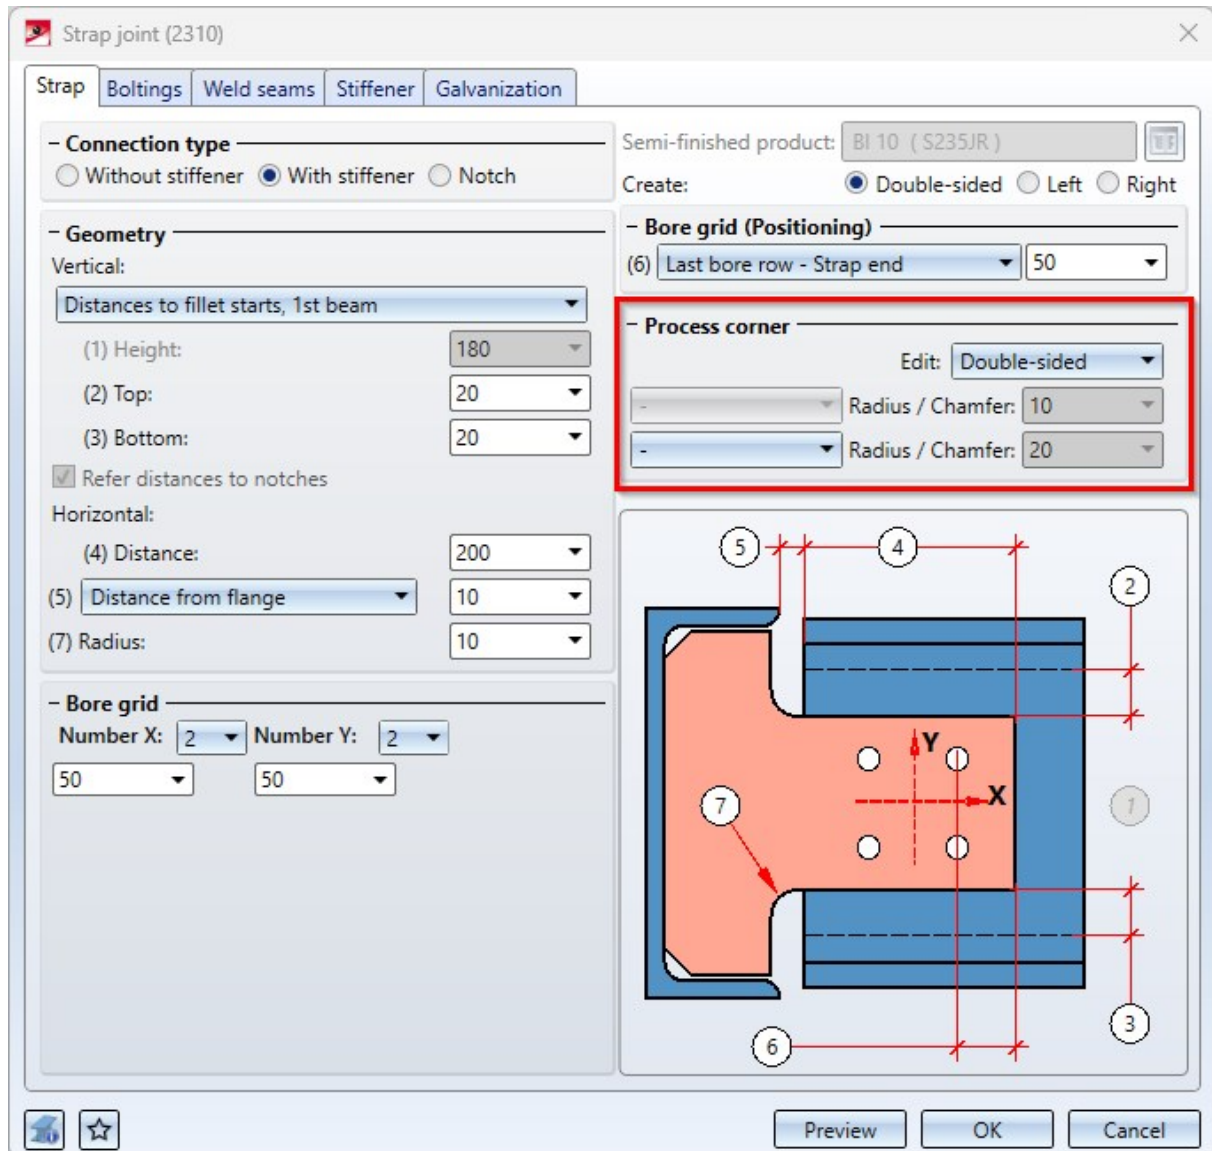 Strap joint (2310)
Strap Boltings Weld seams Stiffener Galvanization
Connection type
Without stiffener With stiffener Notch
Geometry
Vertical:
Distances to fillet starts, 1st beam
(1) Height: 180
(2) Top: 20
(3) Bottom: 20
Refer distances to notches
Horizontal:
(4) Distance: 200
(5) Distance from flange 10
(7) Radius: 10
Bore grid
Number X: 2 Number Y: 2
50 50
Semi-finished product: Bl 10 ( S235JR )
Create: Double-sided Left Right
Bore grid (Positioning)
(6) Last bore row - Strap end 50
Process corner
Edit: Double-sided
- Radius / Chamfer: 10
- Radius / Chamfer: 20
5 4
2
Y
X
7 1
3
6
Preview OK Cancel